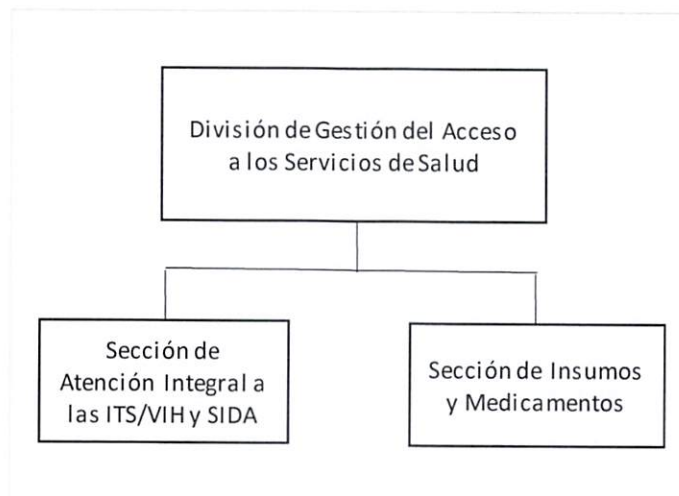 División de Gestión del Acceso
a los Servicios de Salud
Sección de
Atención Integral a
las ITS/VIH y SIDA
Sección de Insumos
y Medicamentos